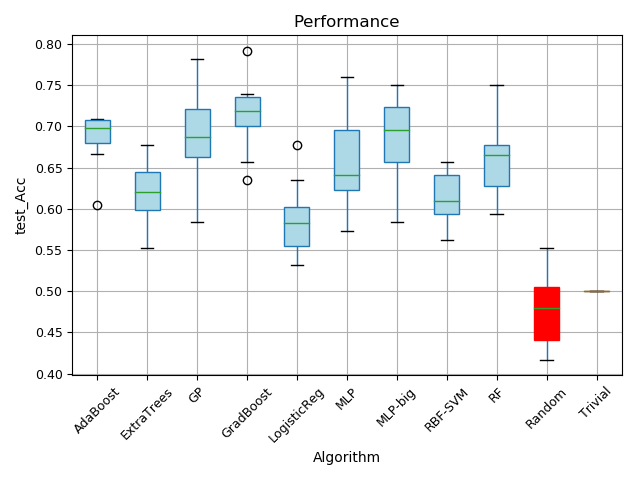 Performance
0.80
0.75
0.70
0.65
0.60
0.55
0.50
0.45
0.40
test_Acc
AdaBoost
ExtraTrees
GP
GradBoost
LogisticReg
MLP
MLP-big
RBF-SVM
RF
Random
Trivial
Algorithm